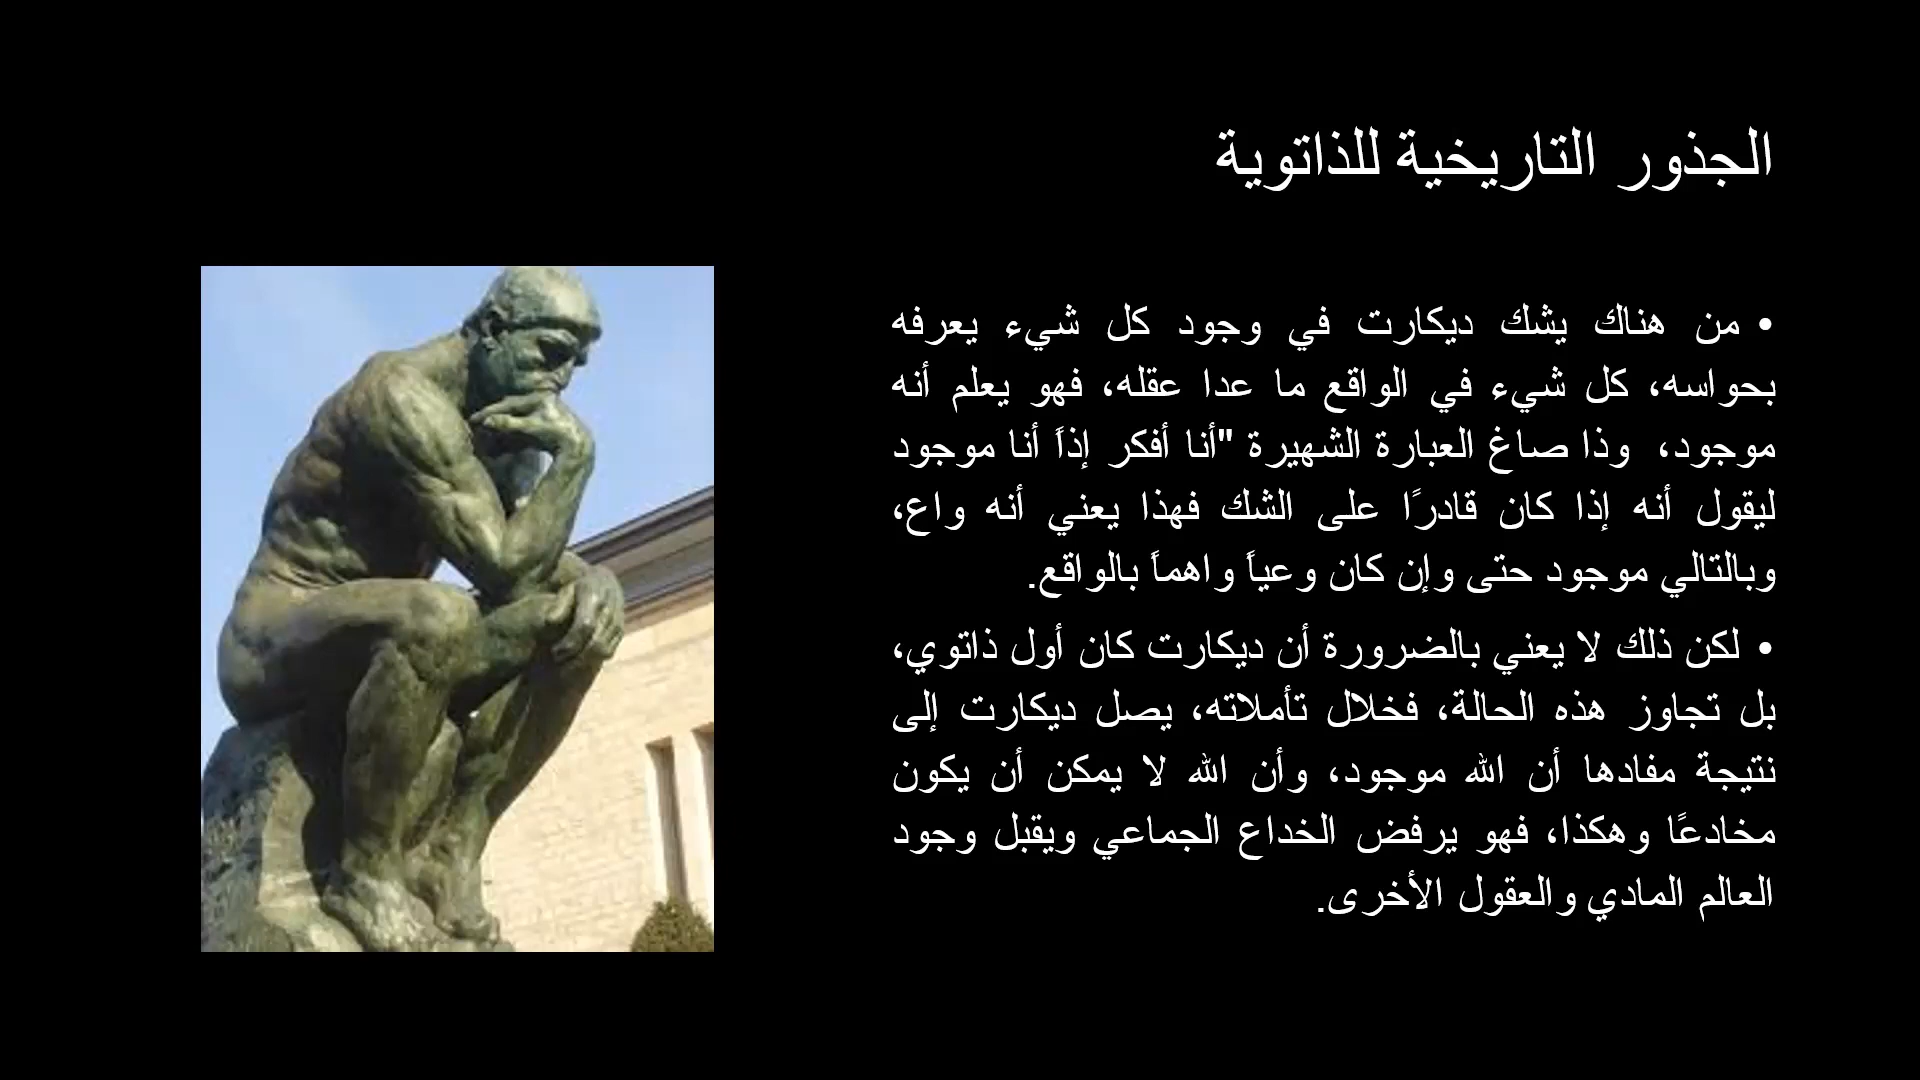 الجذور التاريخية للذاتوية
• من هناك يشك ديكارت في وجود كل شيء يعرفه
بحواسه، كل شيء في الواقع ما عدا عقله، فهو يعلم أنه
موجود، وذا صاغ العبارة الشهيرة "أنا أفكر إذاً أنا موجود
ليقول أنه إذا كان قادرًا على الشك فهذا يعني أنه واع،
وبالتالي موجود حتى وإن كان وعياً واهماً بالواقع.
• لكن ذلك لا يعني بالضرورة أن ديكارت كان أول ذاتوي،
بل تجاوز هذه الحالة، فخلال تأملاته، يصل ديكارت إلى
نتيجة مفادها أن الله موجود، وأن الله لا يمكن أن يكون
مخادعًا وهكذا، فهو يرفض الخداع الجماعي ويقبل وجود
العالم المادي والعقول الأخرى.